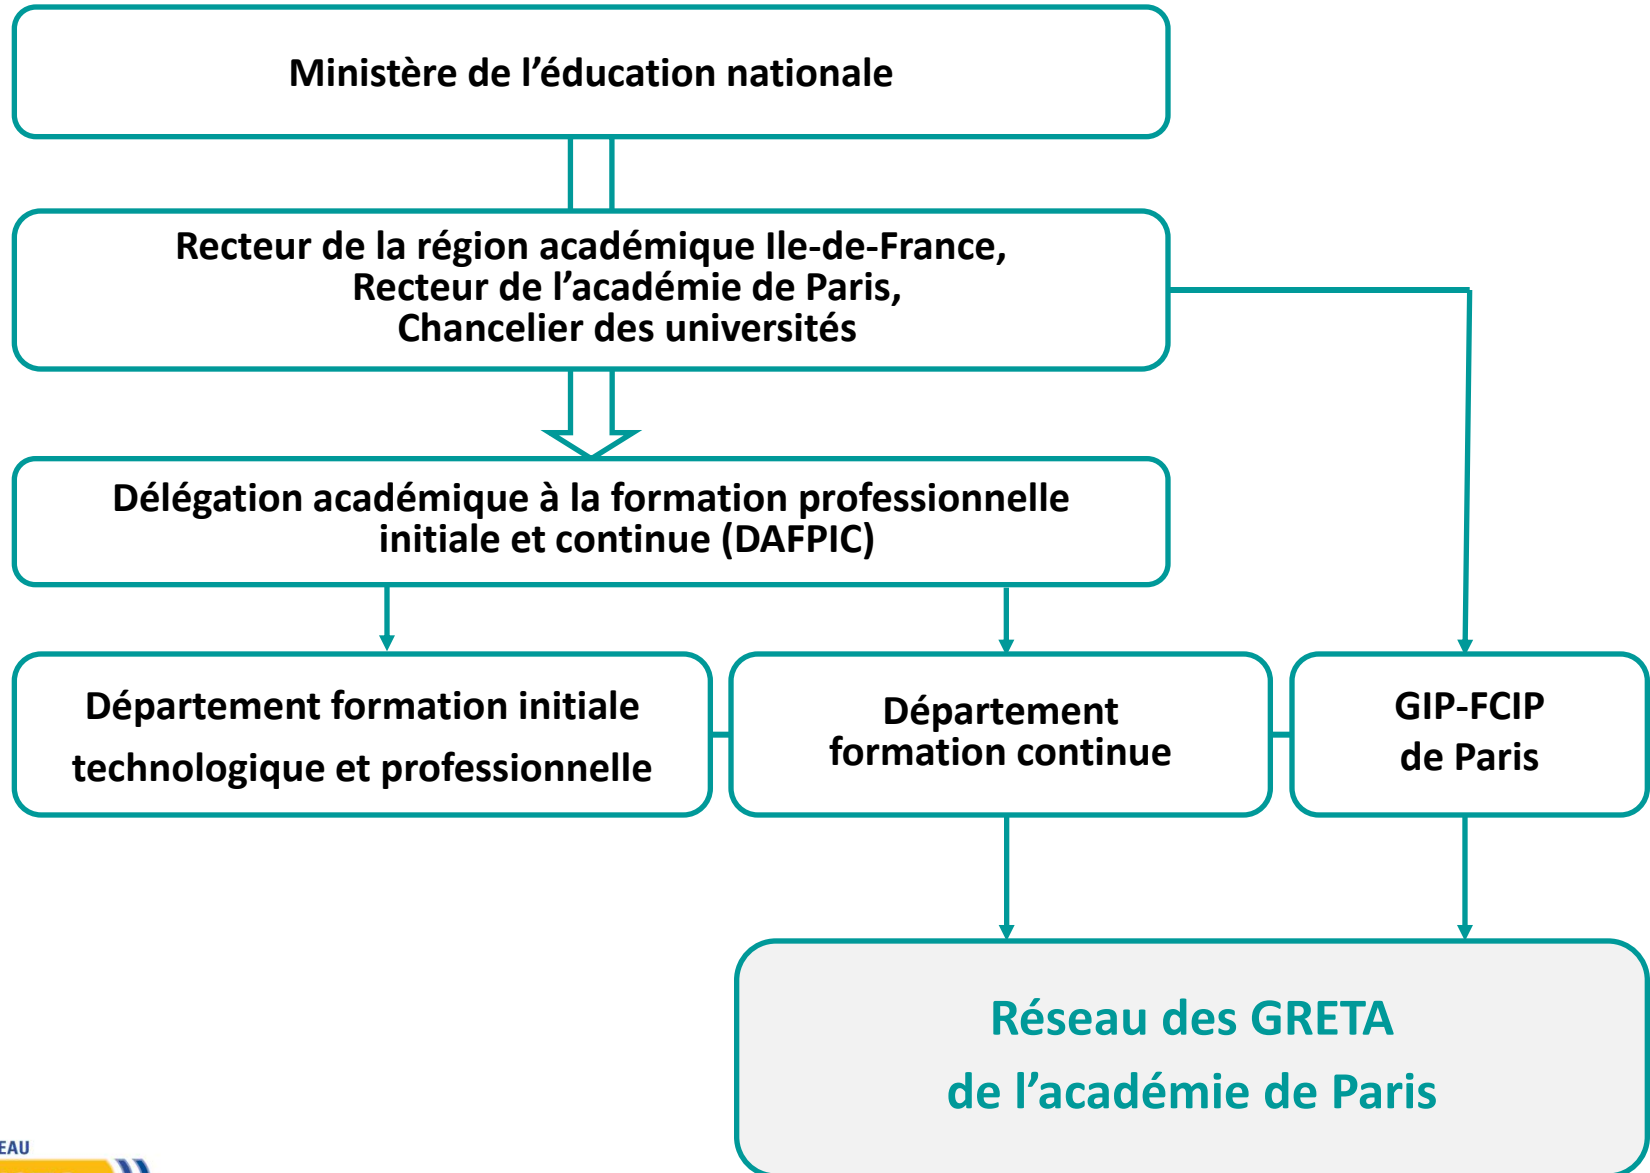 Ministère de l’éducation nationale
Recteur de la région académique Ile-de-France,
Recteur de l’académie de Paris,
Chancelier des universités
Délégation académique à la formation professionnelle
initiale et continue (DAFPIC)
Département formation initiale
technologique et professionnelle
Département
formation continue
GIP-FCIP
de Paris
Réseau des GRETA
de l’académie de Paris